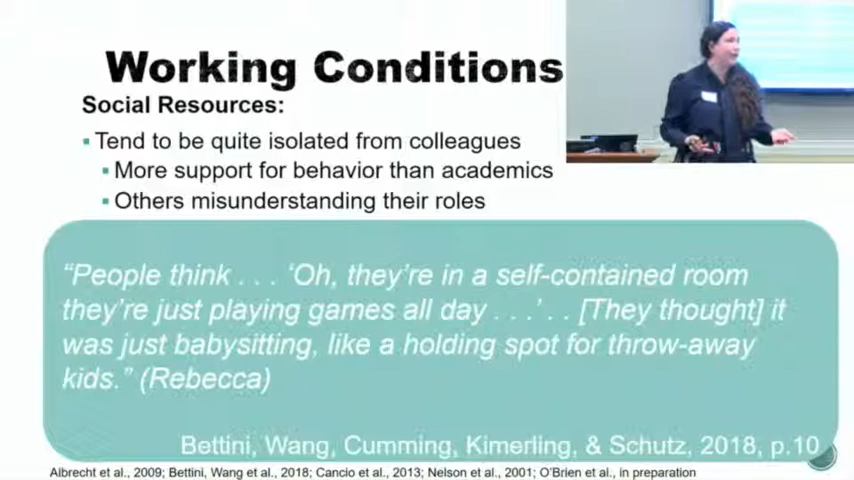 Working Conditions
Social Resources:
Tend to be quite isolated from colleagues
More support for behavior than academics
Others misunderstanding their roles
“People think . . . ‘Oh, they’re in a self-contained room
they’re just playing games all day . . .’ . . [They thought] it
was just babysitting, like a holding spot for throw-away
kids.” (Rebecca)
Bettini, Wang, Cumming, Kimerling, & Schutz, 2018, p.10
Albrecht et al., 2009; Bettini, Wang et al., 2018; Cancio et al., 2013; Nelson et al., 2001; O’Brien et al., in preparation